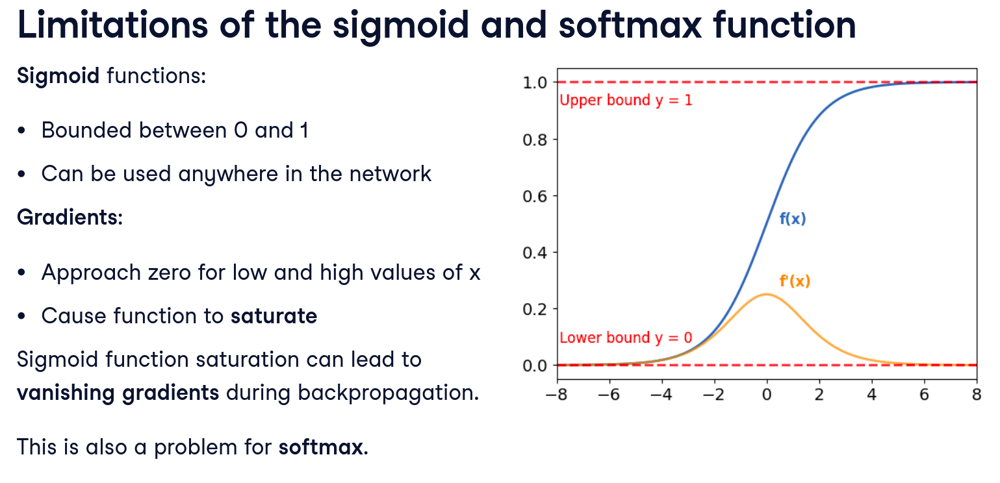 Limitations of the sigmoid and softmax function
Sigmoid functions:
• Bounded between 0 and 1
• Can be used anywhere in the network
Gradients:
• Approach zero for low and high values of x
• Cause function to saturate
Sigmoid function saturation can lead to
vanishing gradients during backpropagation.
This is also a problem for softmax.
1.0
Upper bound y = 1
0.8
0.6
f(x)
0.4
f'(x)
0.2
Lower bound y = 0
0.0
−8 −6 −4 −2 0 2 4 6 8